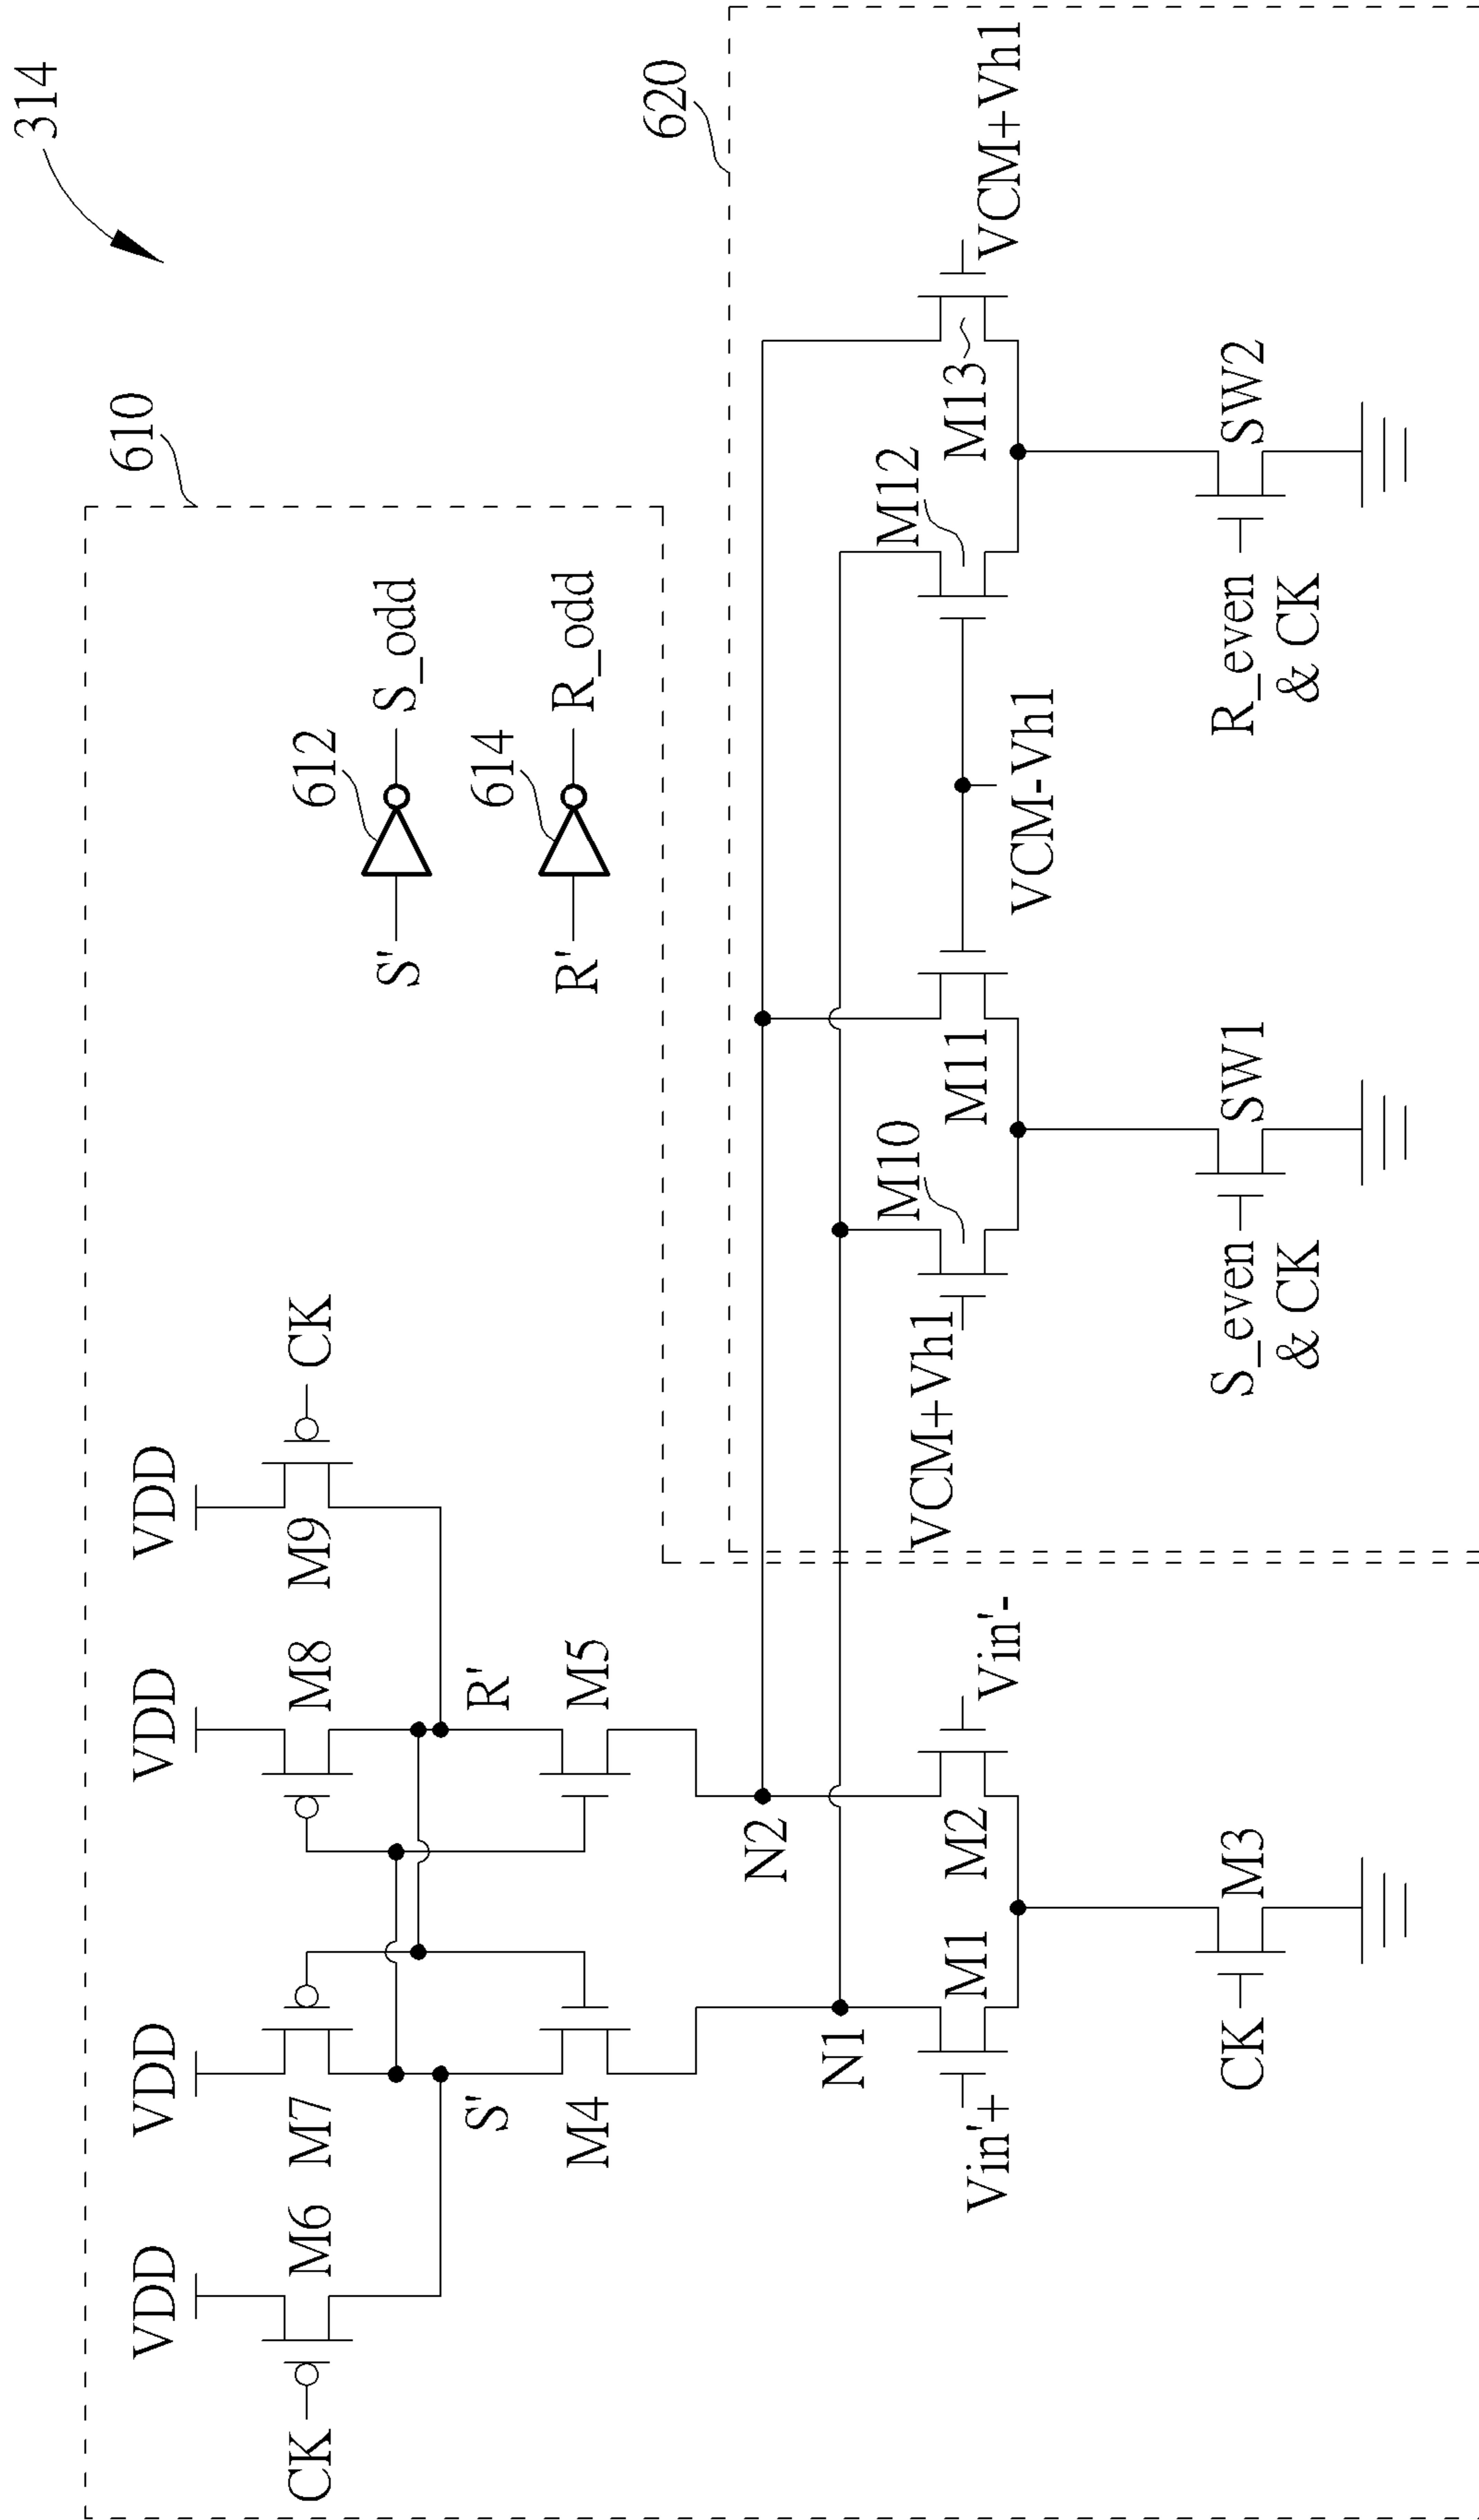 314
610
620
VDD
VDD
VDD
VDD
CK
M6
M7
M8
M9
CK
S'
R'
M4
M5
S'
612
S_odd
R'
614
R_odd
N1
N2
Vin'+
M1
M2
Vin'-
CK
M3
VCM+Vh1
M10
M11
VCM-Vh1
M12
M13
VCM+Vh1
S_even
& CK
SW1
R_even
& CK
SW2